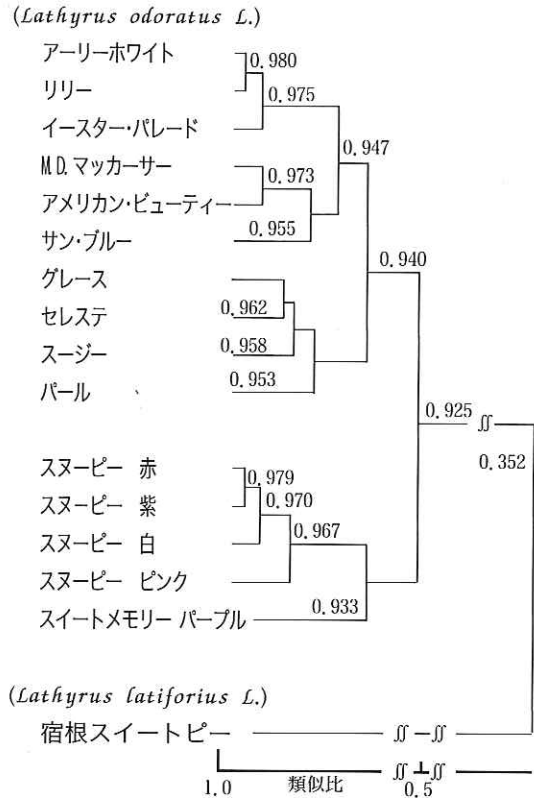 (Lathyrus odoratus L.)
アーリーホワイト
0.980
リリー
0.975
イースター・パレード
0.947
M.D.マッカーサー
0.973
アメリカン・ビューティー
0.955
サン・ブルー
0.940
グレース
セレステ
0.962
スージー
0.958
パール
0.953
0.925
0.352
スヌーピー 赤
0.979
スヌーピー 紫
0.970
スヌーピー 白
0.967
スヌーピー ピンク
スイートメモリー パープル
0.933
(Lathyrus latiforius L.)
宿根スイートピー
1.0 類似比 0.5